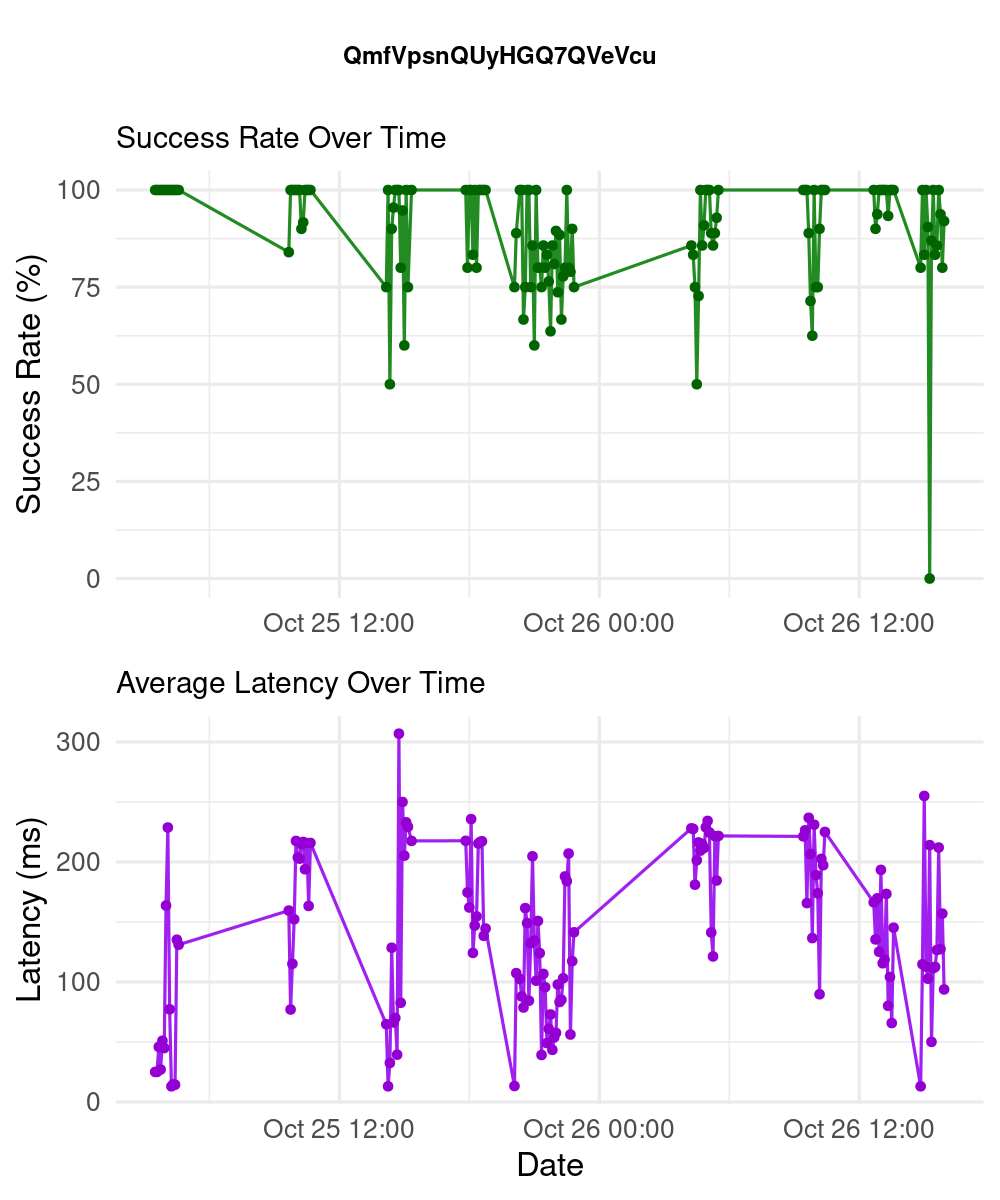 QmfVpsnQUyHGQ7QVeVcu
Success Rate Over Time
Success Rate (%)
100
75
50
25
0
Oct 25 12:00 Oct 26 00:00 Oct 26 12:00
Average Latency Over Time
Latency (ms)
300
200
100
0
Oct 25 12:00 Oct 26 00:00 Oct 26 12:00
Date